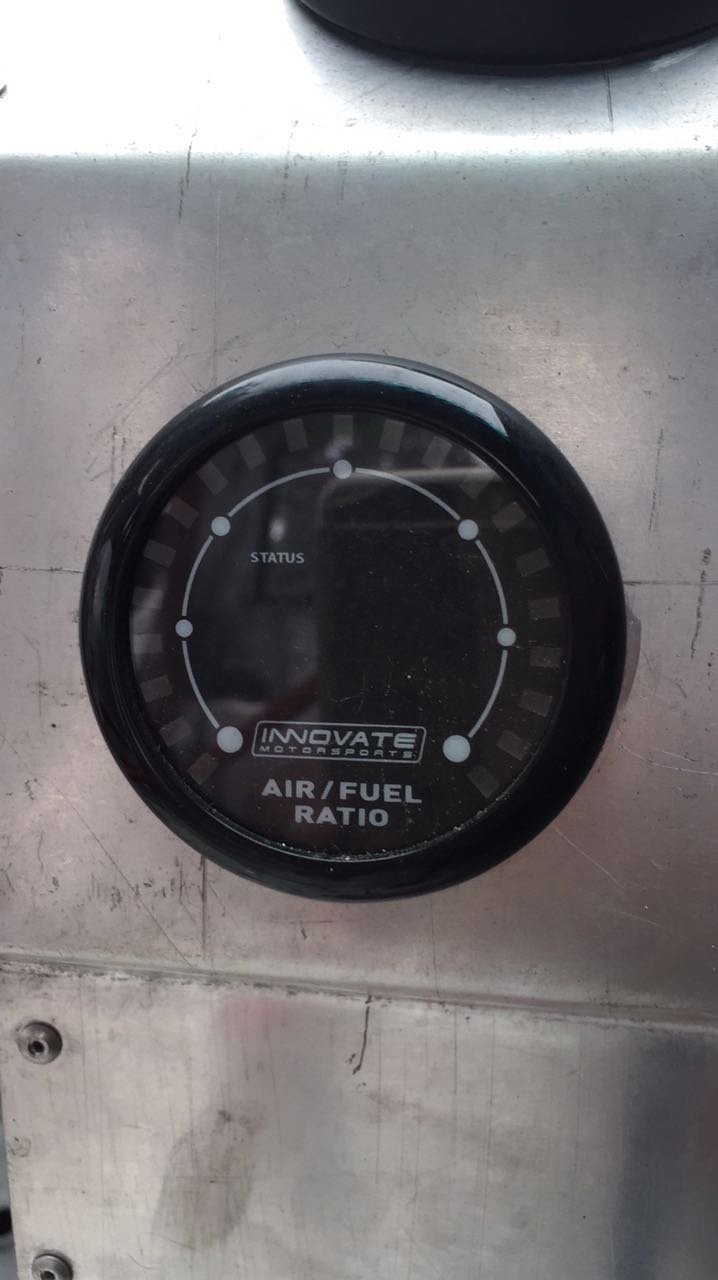 STATUS
INNOVATE
MOTORSPORTS
AIR/FUEL
RATIO